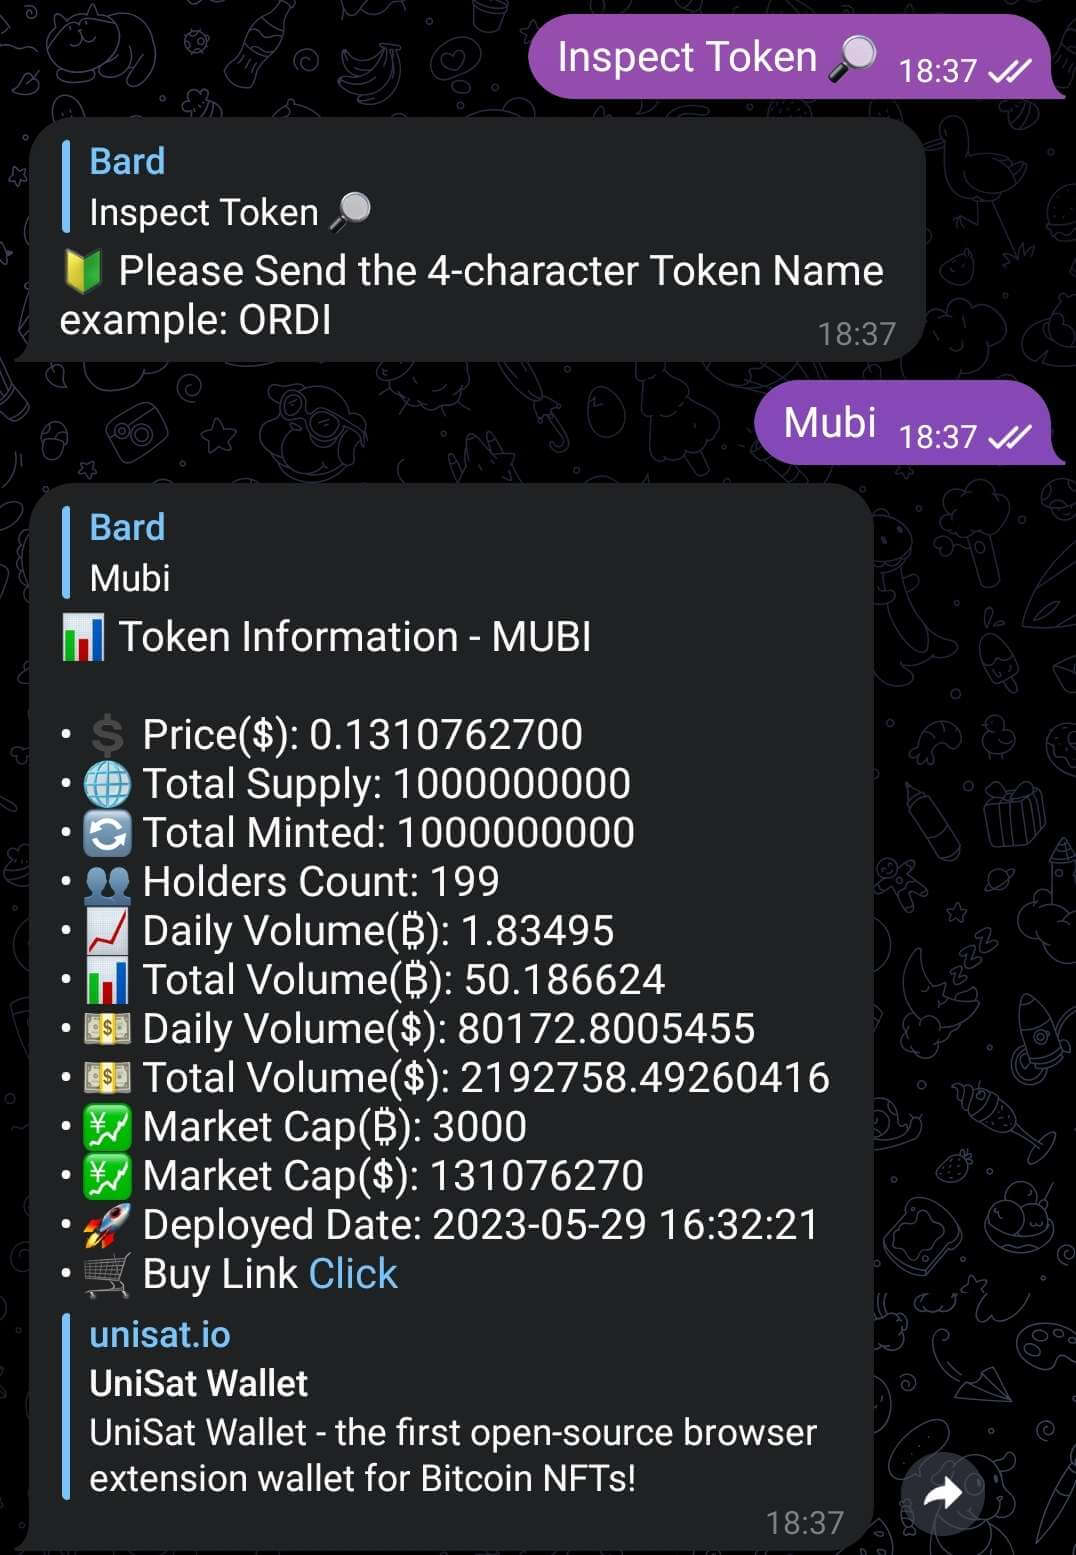 Inspect Token 🔎 18:37
Bard
Inspect Token 🔎
🔰 Please Send the 4-character Token Name
example: ORDI
18:37
Mubi 18:37
Bard
Mubi
📊 Token Information - MUBI
• 💲 Price($): 0.1310762700
• 🌐 Total Supply: 1000000000
• 🔄 Total Minted: 1000000000
• 👥 Holders Count: 199
• 📈 Daily Volume(₿): 1.83495
• 📊 Total Volume(₿): 50.186624
• 💵 Daily Volume($): 80172.8005455
• 💵 Total Volume($): 2192758.49260416
• 💹 Market Cap(₿): 3000
• 💹 Market Cap($): 131076270
• 🚀 Deployed Date: 2023-05-29 16:32:21
• 🛒 Buy Link Click
unisat.io
UniSat Wallet
UniSat Wallet - the first open-source browser
extension wallet for Bitcoin NFTs!
18:37